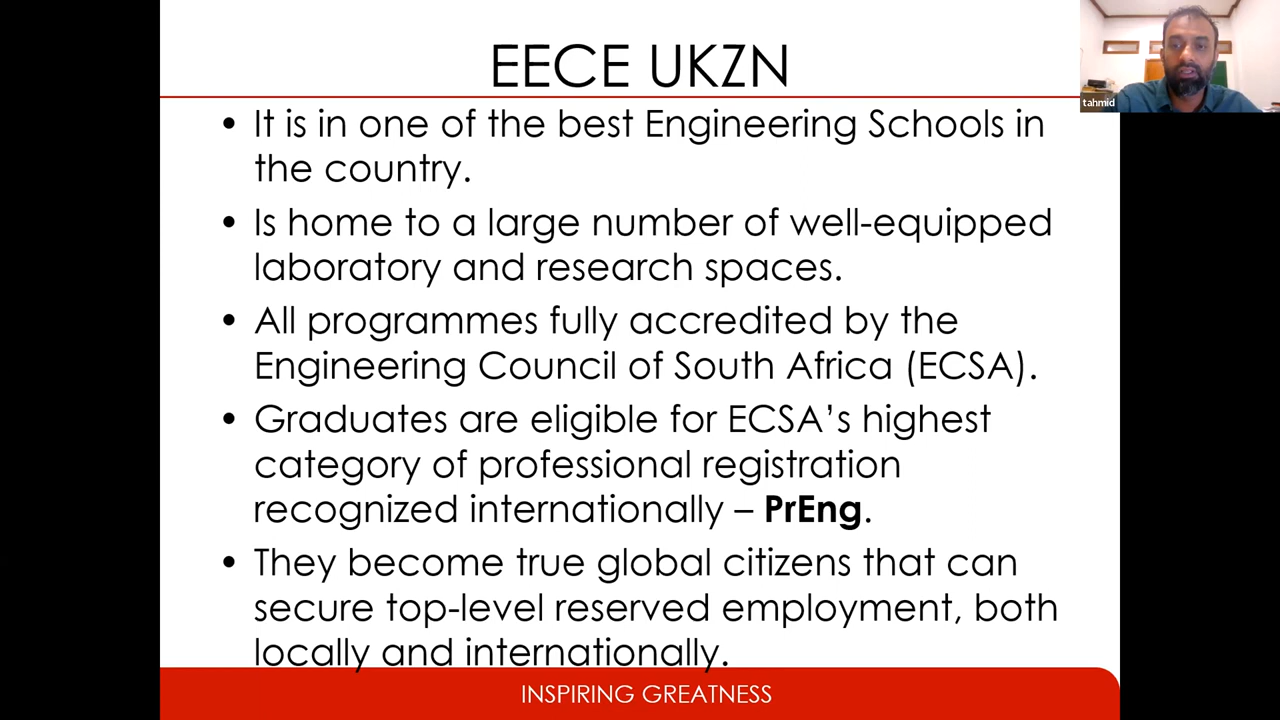 EECE UKZN
tahmid
• It is in one of the best Engineering Schools in
the country.
• Is home to a large number of well-equipped
laboratory and research spaces.
• All programmes fully accredited by the
Engineering Council of South Africa (ECSA).
• Graduates are eligible for ECSA’s highest
category of professional registration
recognized internationally – PrEng.
• They become true global citizens that can
secure top-level reserved employment, both
locally and internationally.
INSPIRING GREATNESS